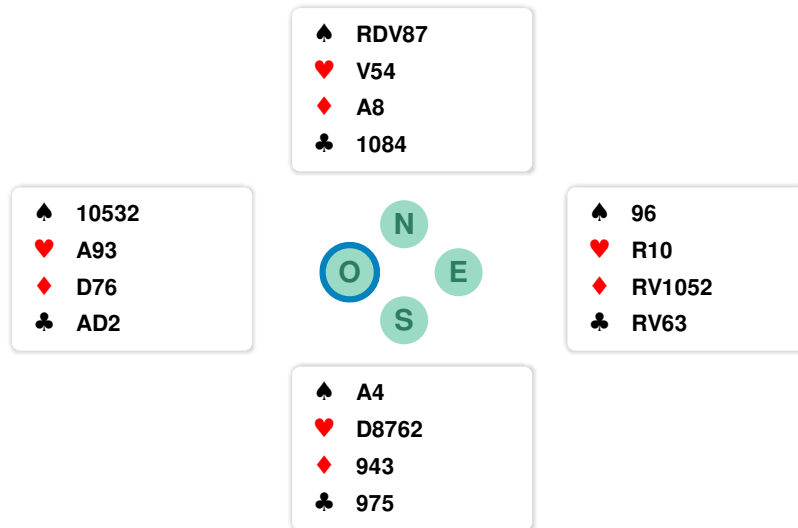 ♠ RDV87
♥ V54
♦ A8
♣ 1084
♠ 10532
♥ A93
♦ D76
♣ AD2
N
O E
S
♠ 96
♥ R10
♦ RV1052
♣ RV63
♠ A4
♥ D8762
♦ 943
♣ 975